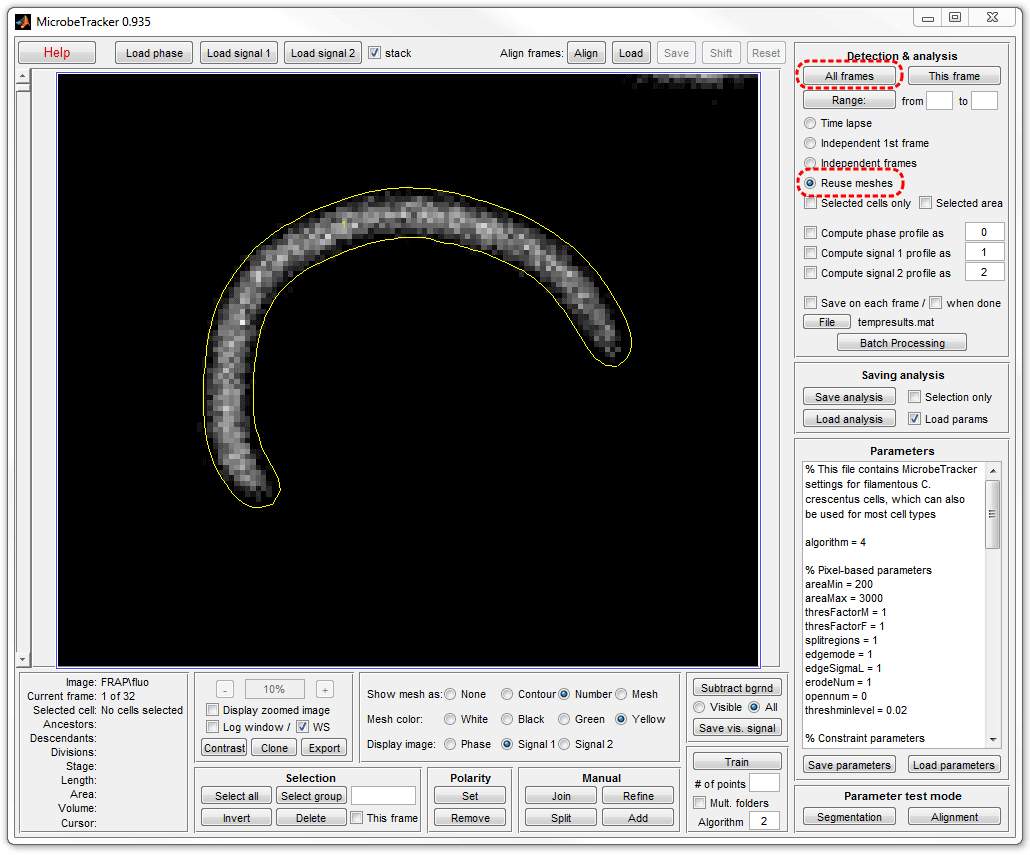 MicrobeTracker 0.935
Help
Load phase
Load signal 1
Load signal 2
stack
Align frames:
Align
Load
Save
Shift
Reset
Detection & analysis
All frames
This frame
Range:
from
to
Time lapse
Independent 1st frame
Independent frames
Reuse meshes
Selected cells only
Selected area
Compute phase profile as
0
Compute signal 1 profile as
1
Compute signal 2 profile as
2
Save on each frame /
when done
File
tempresults.mat
Batch Processing
Saving analysis
Save analysis
Selection only
Load analysis
Load params
Parameters
% This file contains MicrobeTracker
settings for filamentous C.
crescentus cells, which can also
be used for most cell types
algorithm = 4
% Pixel-based parameters
areaMin = 200
areaMax = 3000
thresFactorM = 1
thresFactorF = 1
splitregions = 1
edgemode = 1
edgeSigmaL = 1
erodeNum = 1
opennum = 0
threshminlevel = 0.02
% Constraint parameters
Save parameters
Load parameters
Parameter test mode
Segmentation
Alignment
1
Image: FRAP\fluo
Current frame: 1 of 32
Selected cell: No cells selected
Ancestors:
Descendants:
Divisions:
Stage:
Length:
Area:
Volume:
Cursor:
-
10%
+
Display zoomed image
Log window /
WS
Contrast
Clone
Export
Show mesh as:
None
Contour
Number
Mesh
Mesh color:
White
Black
Green
Yellow
Display image:
Phase
Signal 1
Signal 2
Subtract bgrnd
Visible
All
Save vis. signal
Selection
Select all
Select group
Invert
Delete
This frame
Polarity
Set
Remove
Manual
Join
Refine
Split
Add
Train
# of points
Mult. folders
Algorithm
2